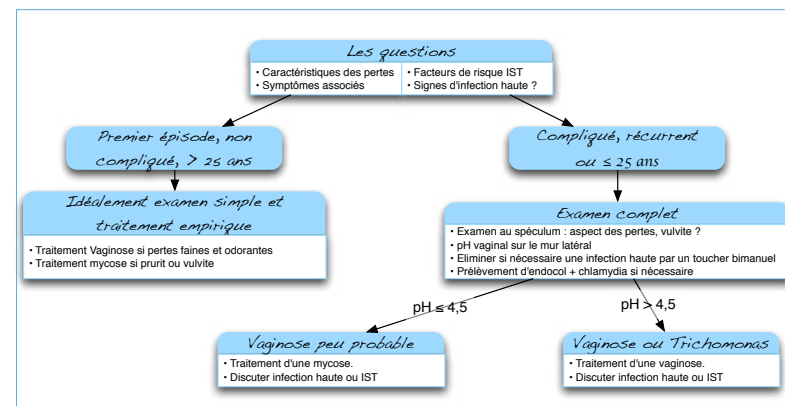 Les questions
• Caractéristiques des pertes
• Symptômes associés
• Facteurs de risque IST
• Signes d'infection haute ?
Premier épisode, non
compliqué, > 25 ans
Compliqué, récurrent
ou ≤ 25 ans
Idéalement examen simple et
traitement empirique
• Traitement Vaginose si pertes faines et odorantes
• Traitement mycose si prurit ou vulvite
Examen complet
• Examen au spéculum : aspect des pertes, vulvite ?
• pH vaginal sur le mur latéral
• Eliminer si nécessaire une infection haute par un toucher bimanuel
• Prélèvement d'endocol + chlamydia si nécessaire
pH ≤ 4,5
pH > 4,5
Vaginose peu probable
• Traitement d'une mycose.
• Discuter infection haute ou IST
Vaginose ou Trichomonas
• Traitement d'une vaginose.
• Discuter infection haute ou IST